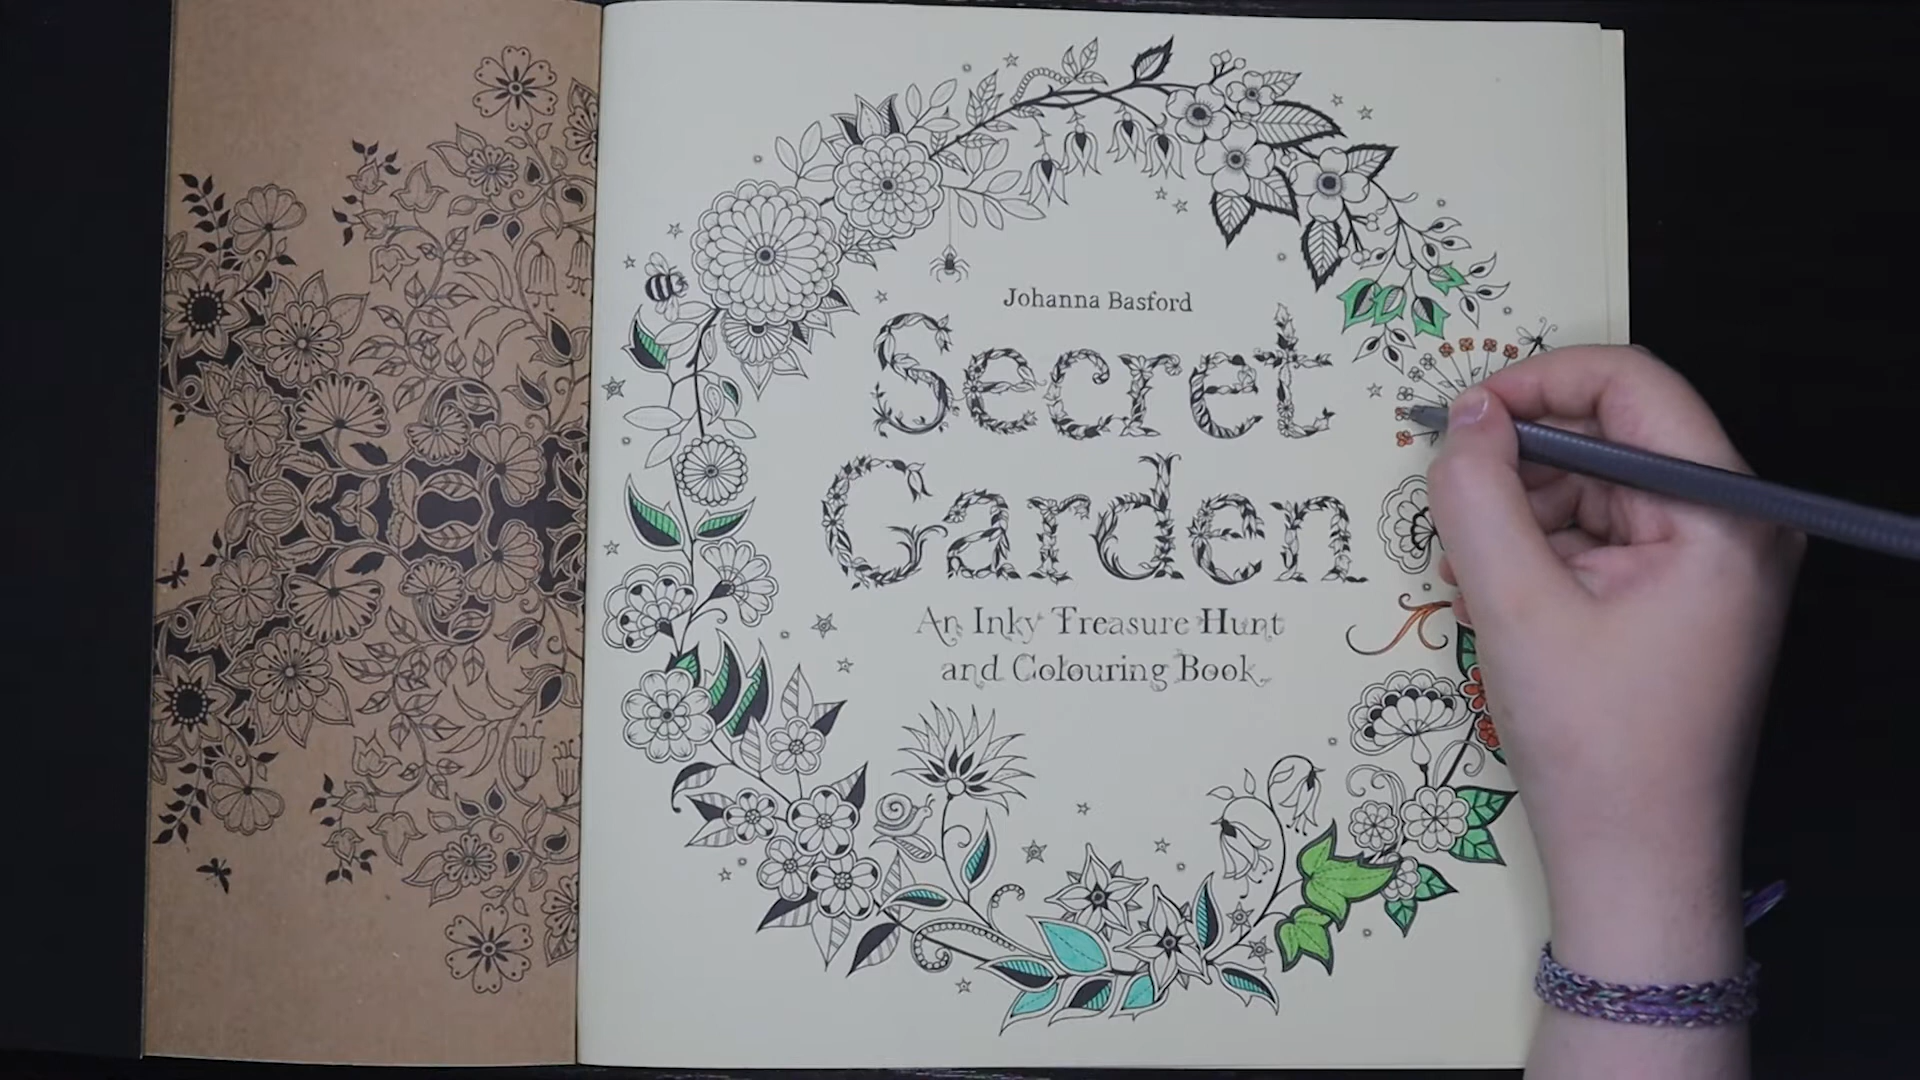 Johanna Basford
Secret
Garden
An Inky Treasure Hunt
and Colouring Book